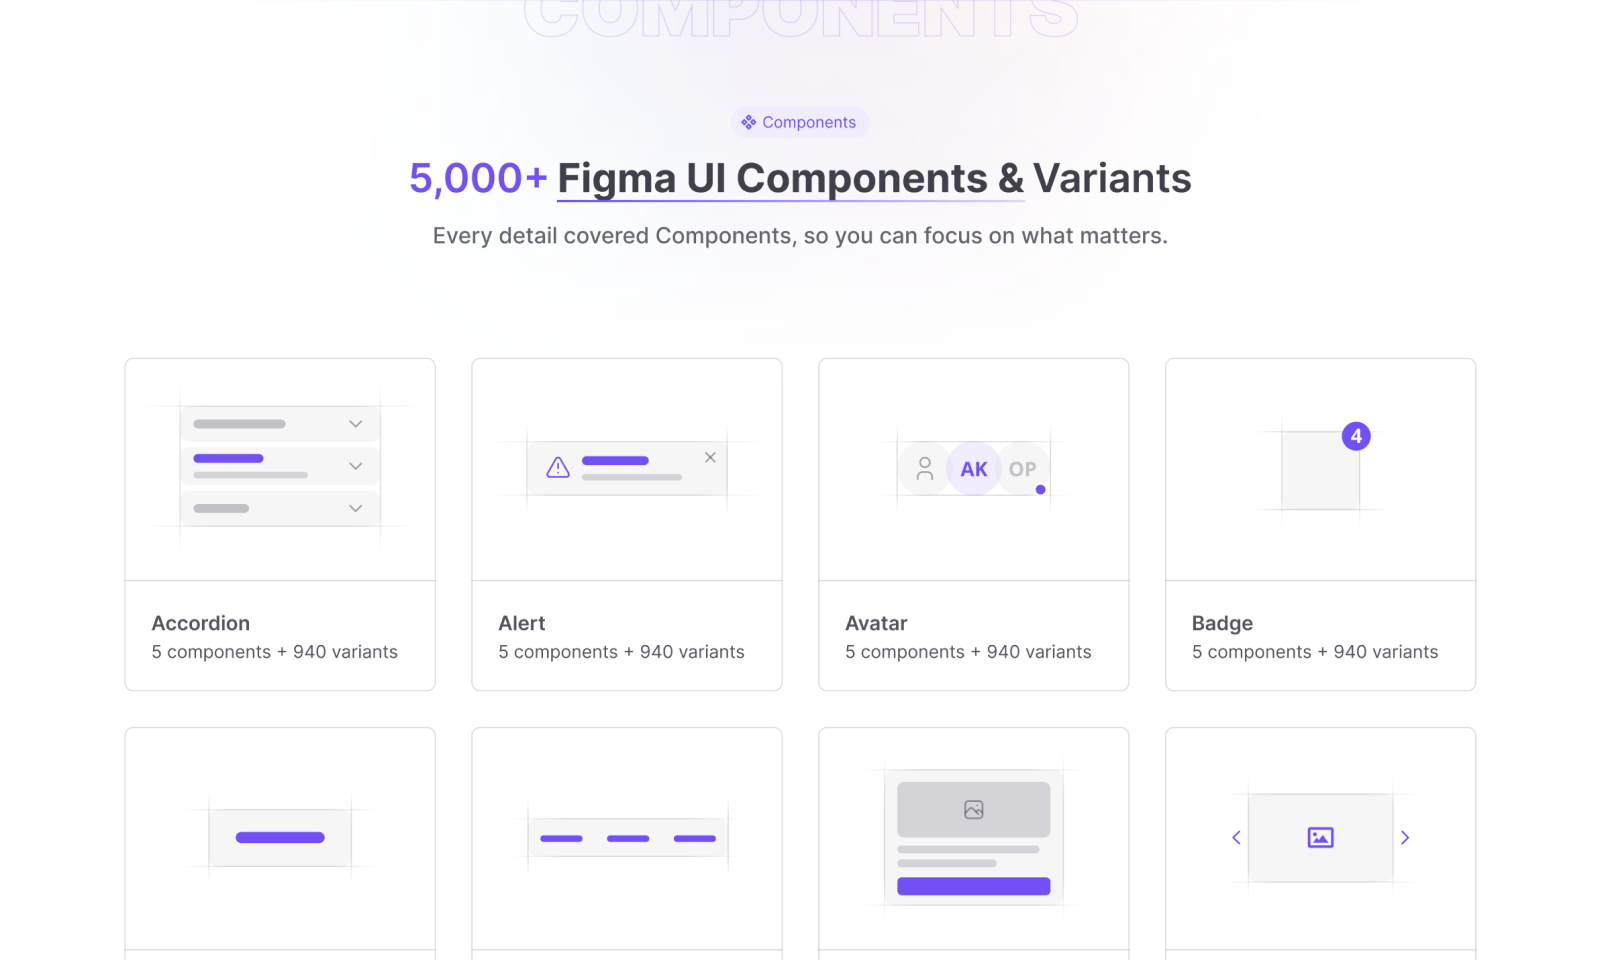 COMPONENTS
Components
5,000+ Figma UI Components & Variants
Every detail covered Components, so you can focus on what matters.
4
AK OP
Accordion
5 components + 940 variants
Alert
5 components + 940 variants
Avatar
5 components + 940 variants
Badge
5 components + 940 variants